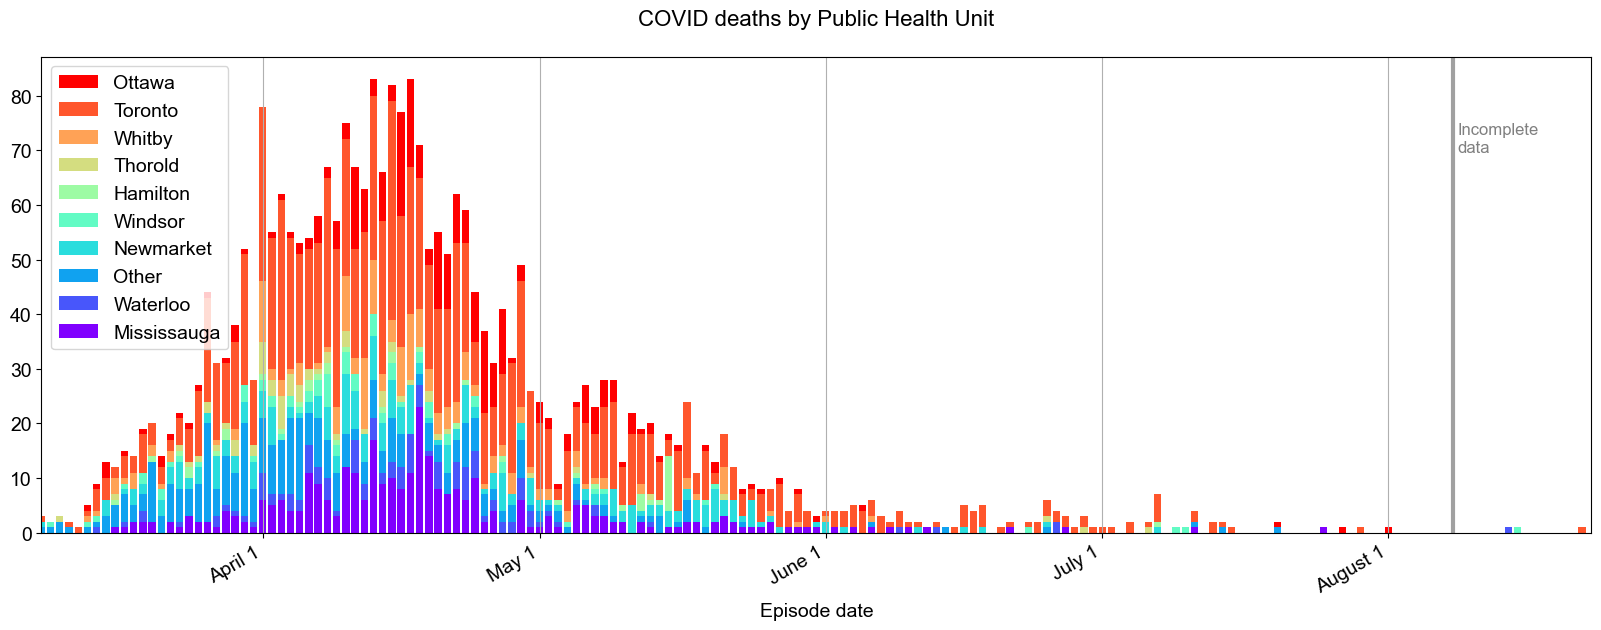 COVID deaths by Public Health Unit
Ottawa
Toronto
Whitby
Thorold
Hamilton
Windsor
Newmarket
Other
Waterloo
Mississauga
Incomplete
data
80
70
60
50
40
30
20
10
0
April 1
May 1
June 1
July 1
August 1
Episode date